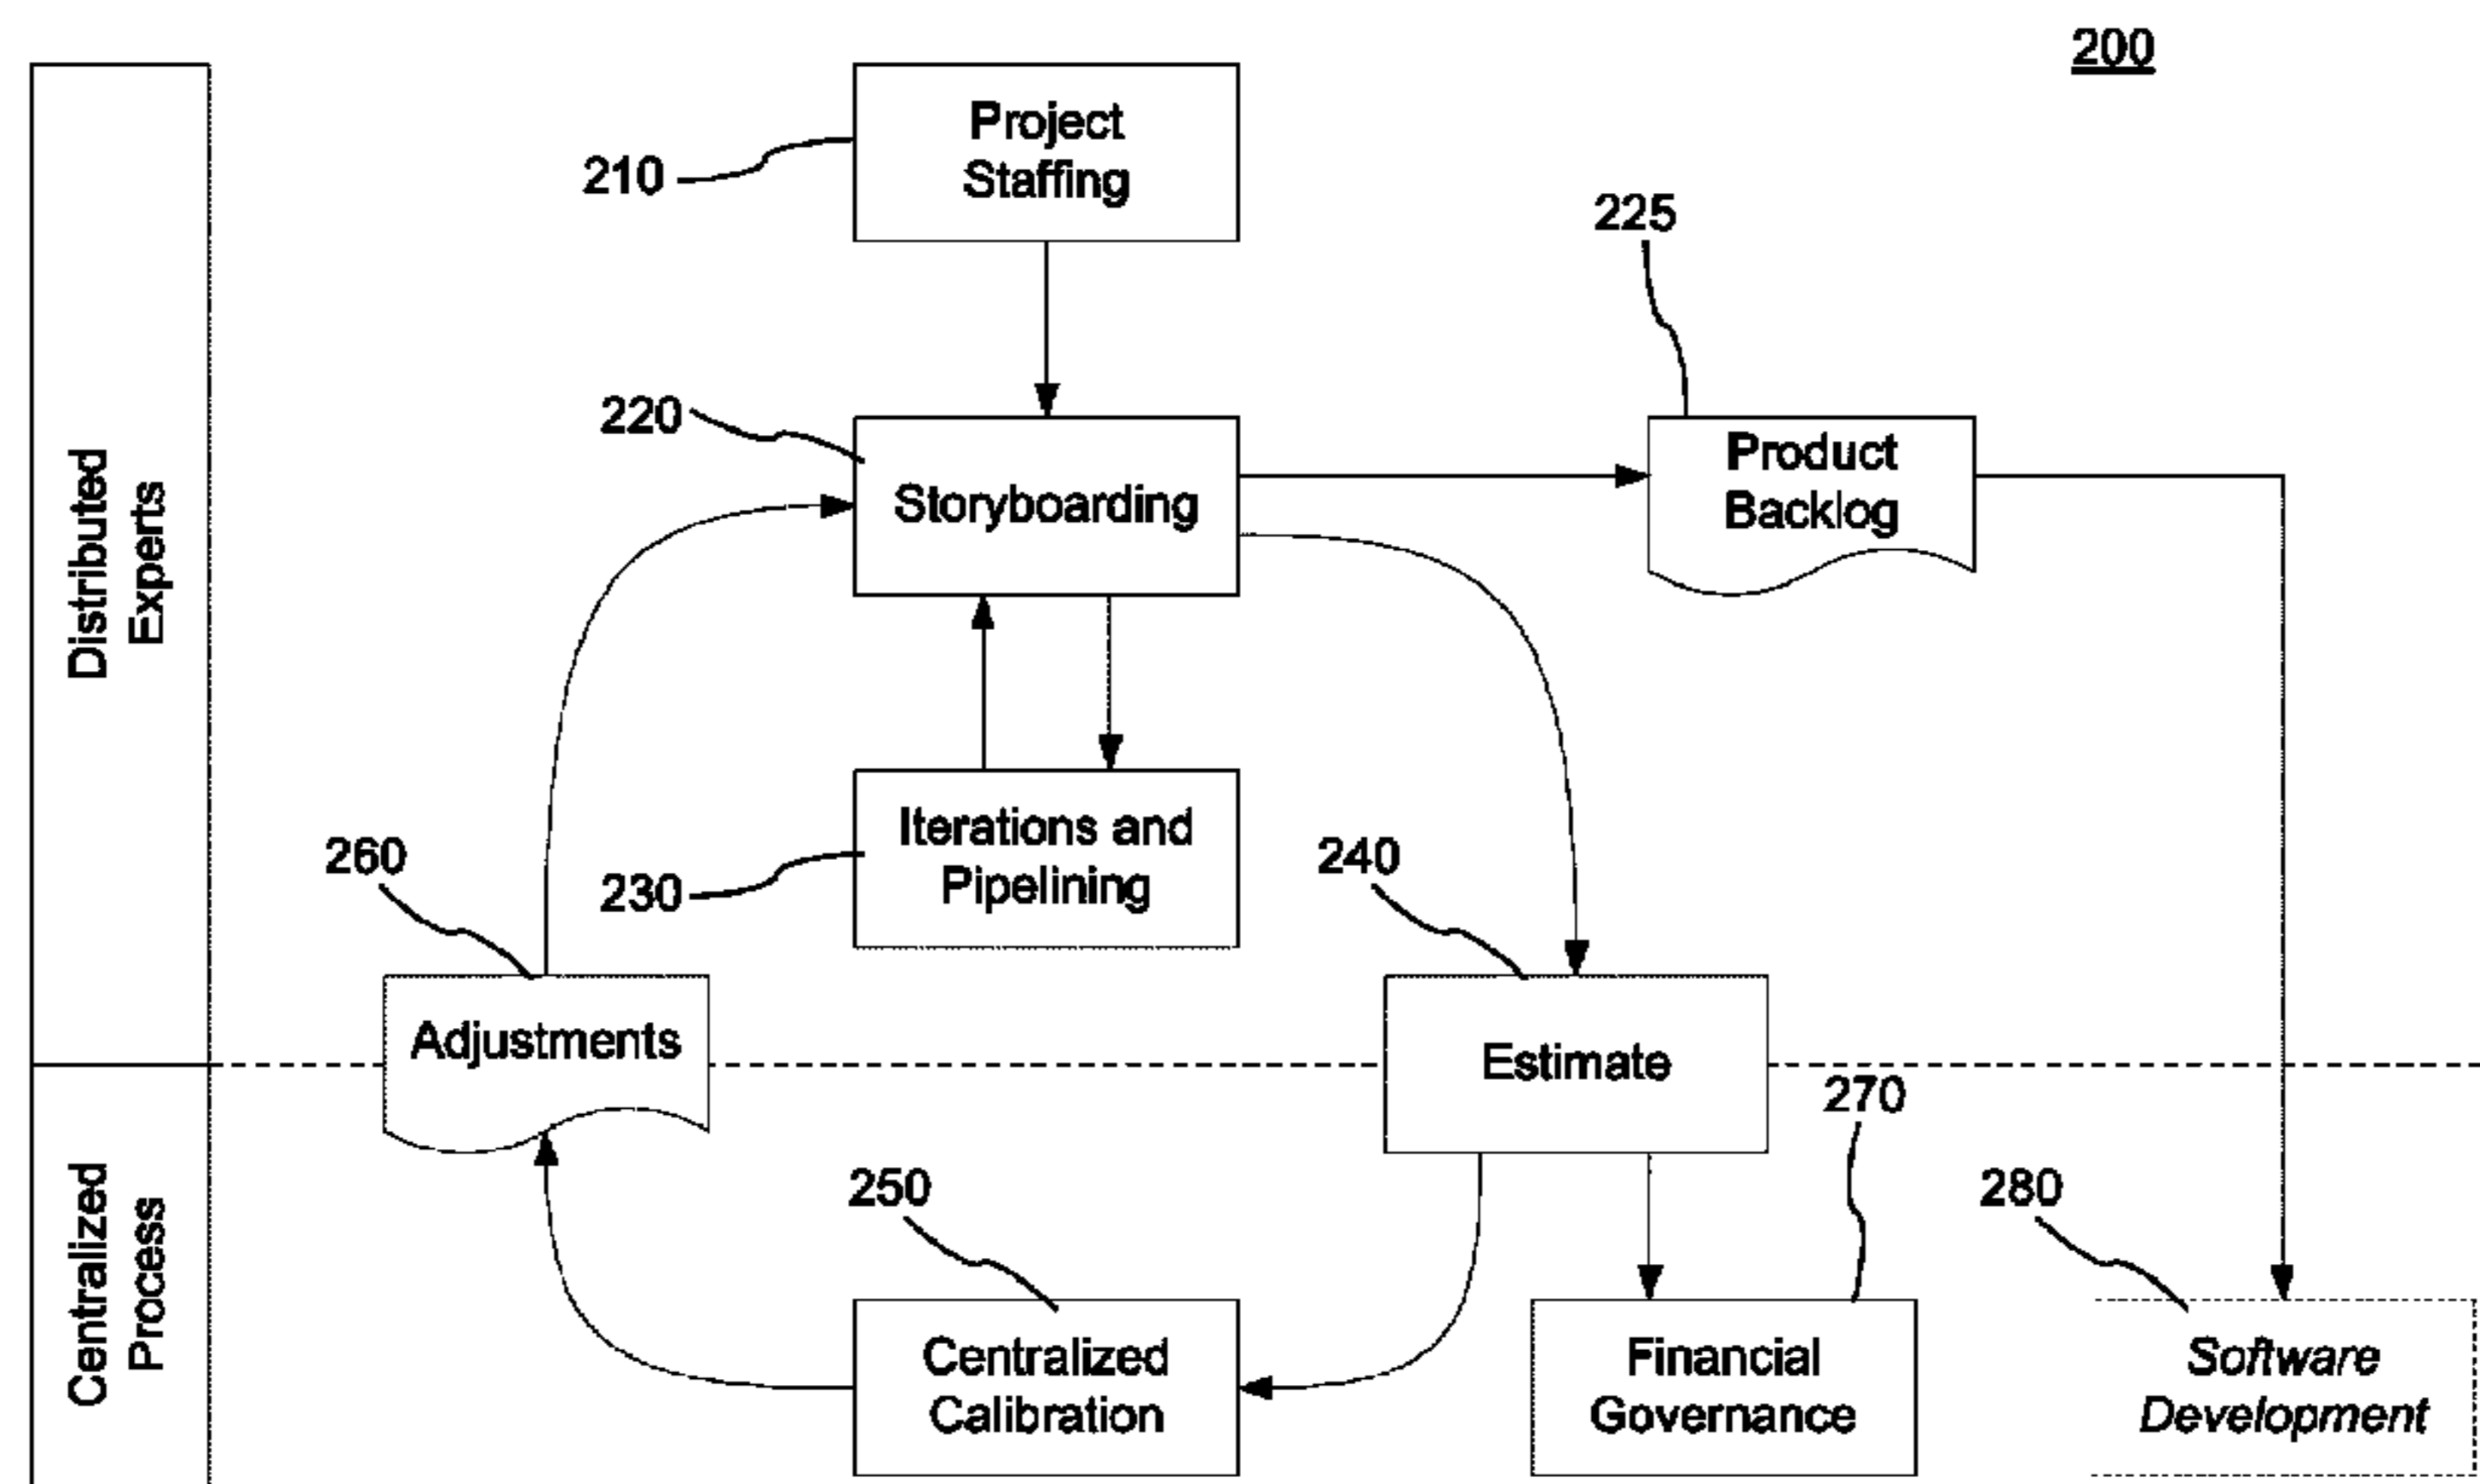 200
Project
Staffing
210
225
220
Storyboarding
Product
Backlog
Distributed
Experts
Iterations and
Pipelining
230
260
240
Adjustments
Estimate
270
250
280
Centralized
Process
Centralized
Calibration
Financial
Governance
Software
Development